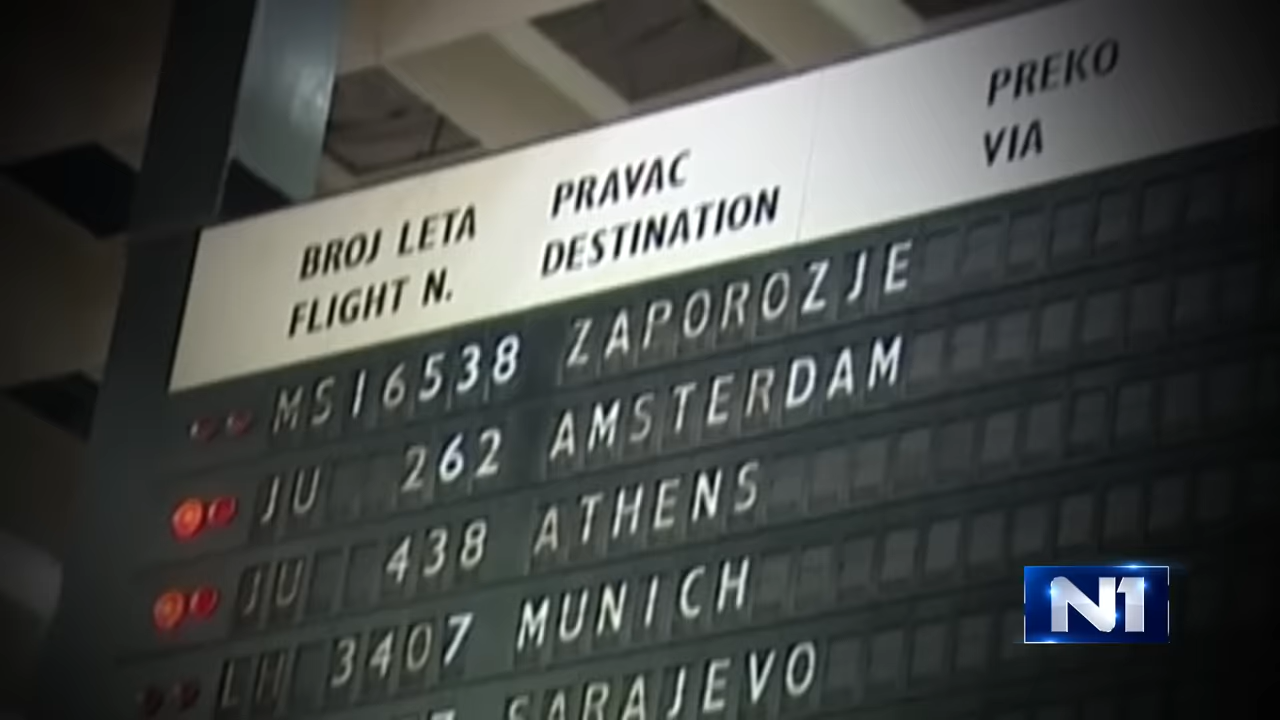 BROJ LETA PRAVAC PREKO
FLIGHT N. DESTINATION VIA
MS16538 ZAPOROZJE
JU 262 AMSTERDAM
JU 438 ATHENS
LH 3407 MUNICH
SARAJEVO
N1